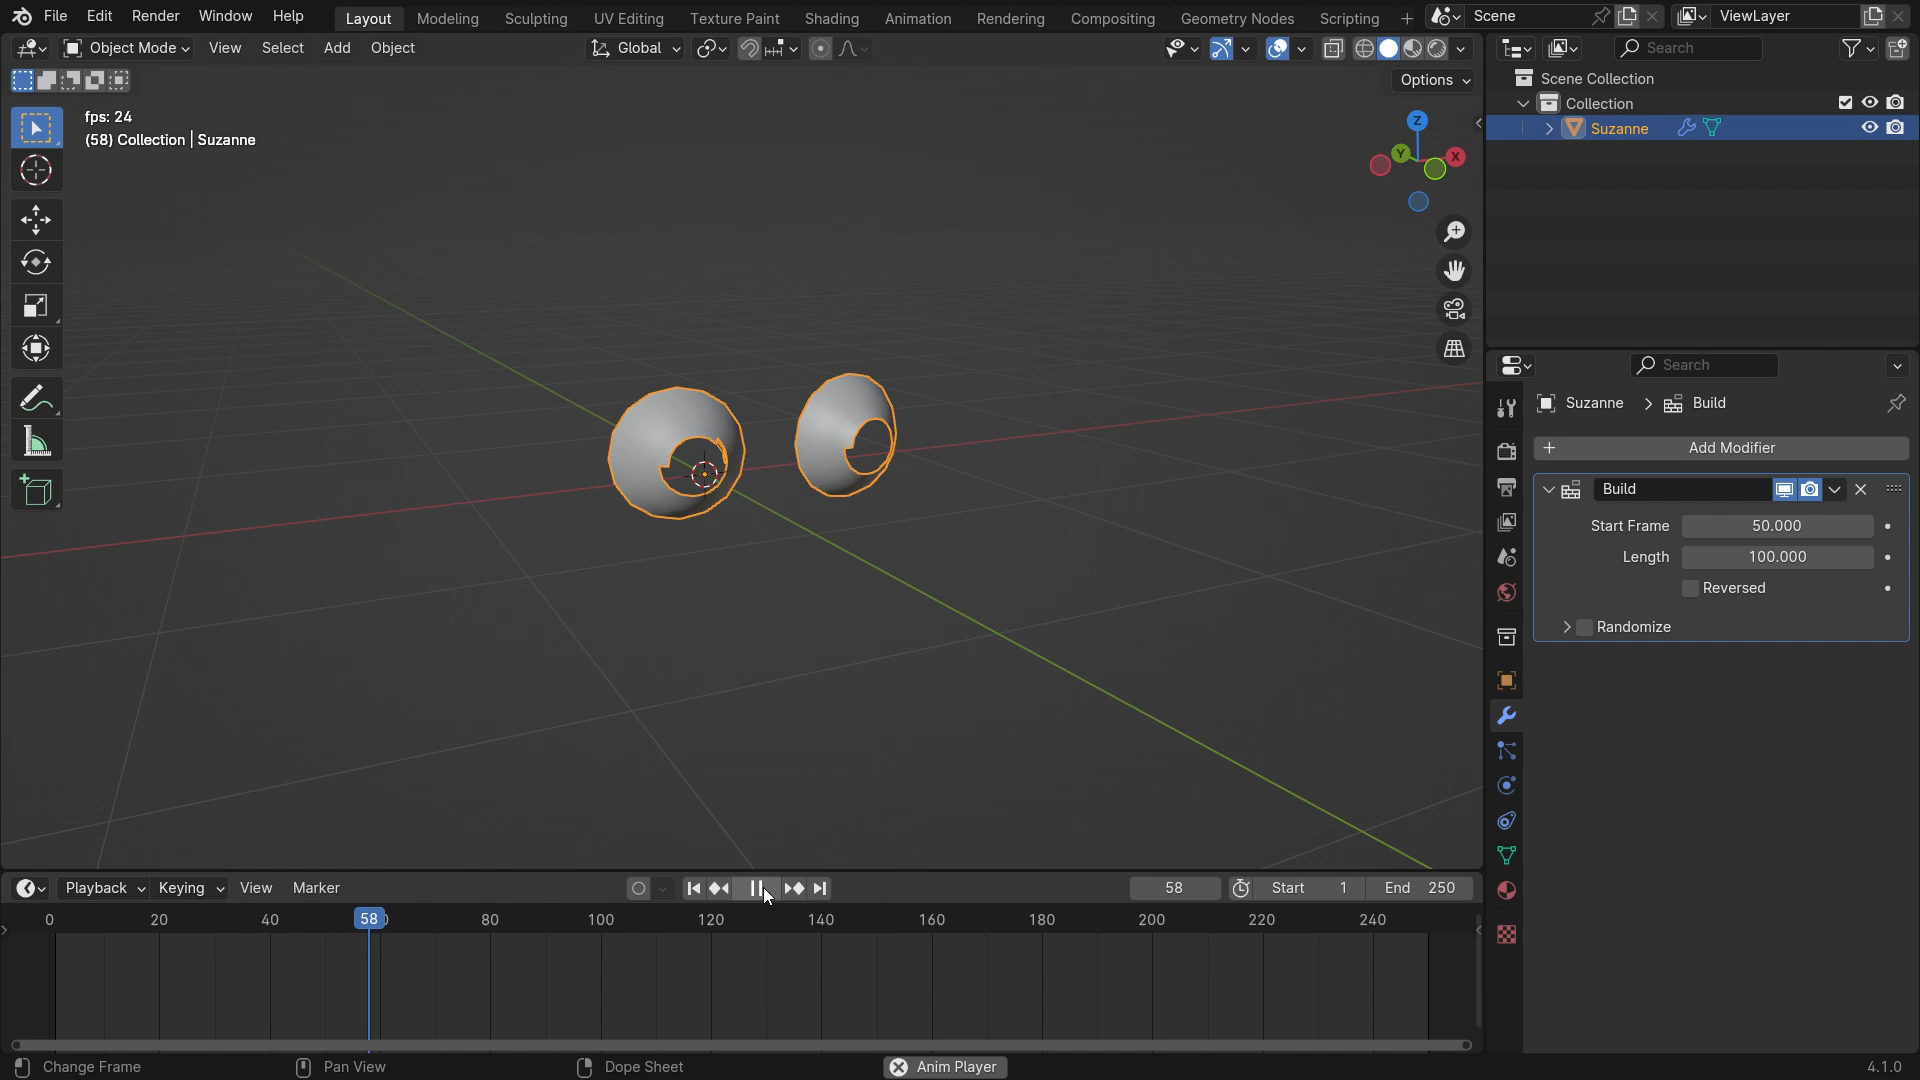 File Edit Render Window Help Layout Modeling Sculpting UV Editing Texture Paint Shading Animation Rendering Compositing Geometry Nodes Scripting + Scene ViewLayer
Object Mode View Select Add Object Global Search
Options
Scene Collection
Collection
Suzanne
fps: 24
(58) Collection | Suzanne
Z
Y
X
Search
Suzanne > Build
+ Add Modifier
Build
Start Frame 50.000
Length 100.000
Reversed
Randomize
Playback Keying View Marker 58 Start 1 End 250
0 20 40 58 80 100 120 140 160 180 200 220 240
Change Frame Pan View Dope Sheet Anim Player 4.1.0